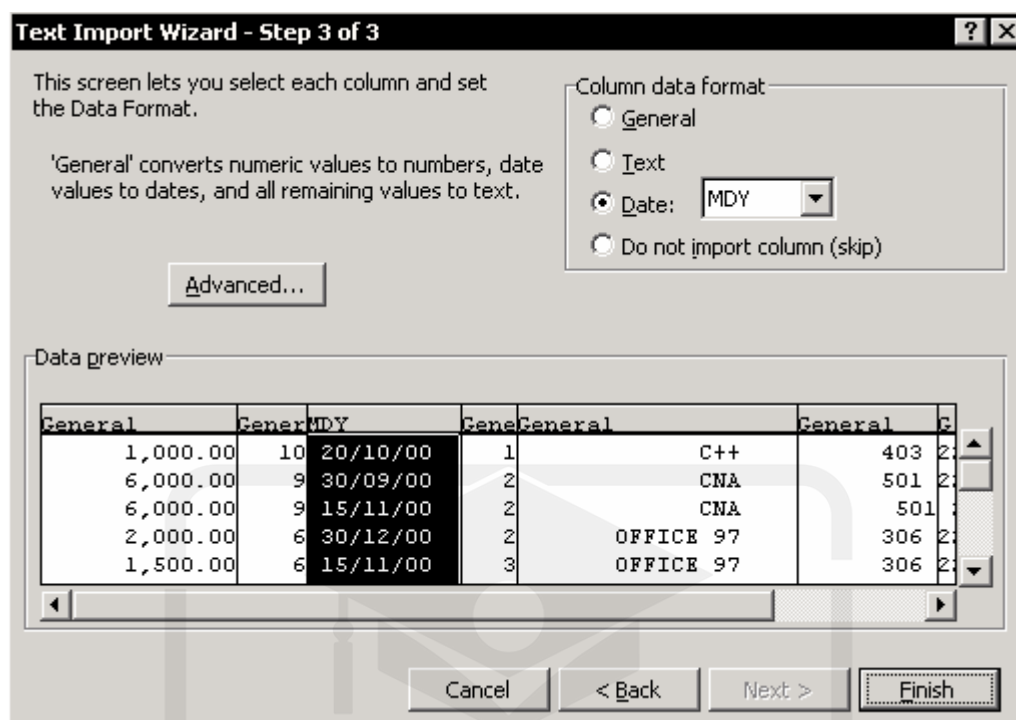 Text Import Wizard - Step 3 of 3
This screen lets you select each column and set
the Data Format.
'General' converts numeric values to numbers, date
values to dates, and all remaining values to text.
Advanced...
Column data format
General
Text
Date: MDY
Do not import column (skip)
Data preview
General Gener MDY Gene General General G
1,000.00 10 20/10/00 1 C++ 403
6,000.00 9 30/09/00 2 CNA 501
6,000.00 9 15/11/00 2 CNA 501
2,000.00 6 30/12/00 2 OFFICE 97 306
1,500.00 6 15/11/00 3 OFFICE 97 306
Cancel < Back Next > Finish